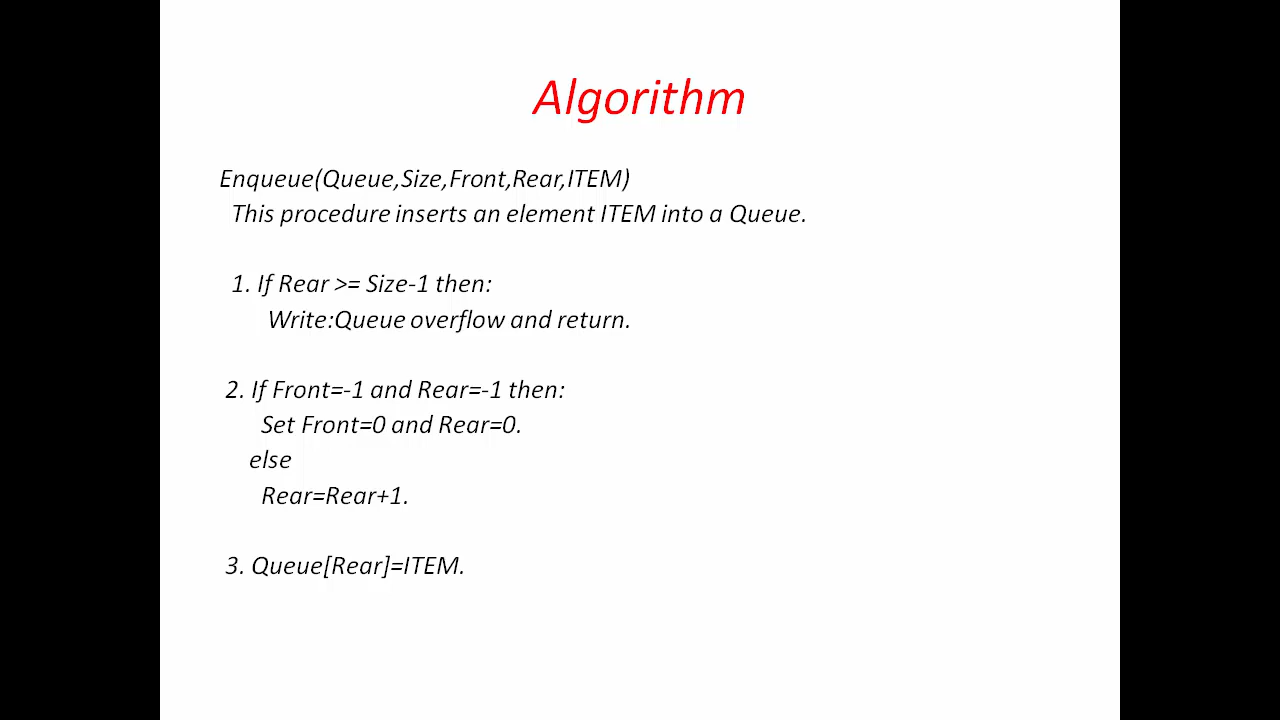 Algorithm
Enqueue(Queue,Size,Front,Rear,ITEM)
This procedure inserts an element ITEM into a Queue.
1. If Rear >= Size-1 then:
Write:Queue overflow and return.
2. If Front=-1 and Rear=-1 then:
Set Front=0 and Rear=0.
else
Rear=Rear+1.
3. Queue[Rear]=ITEM.